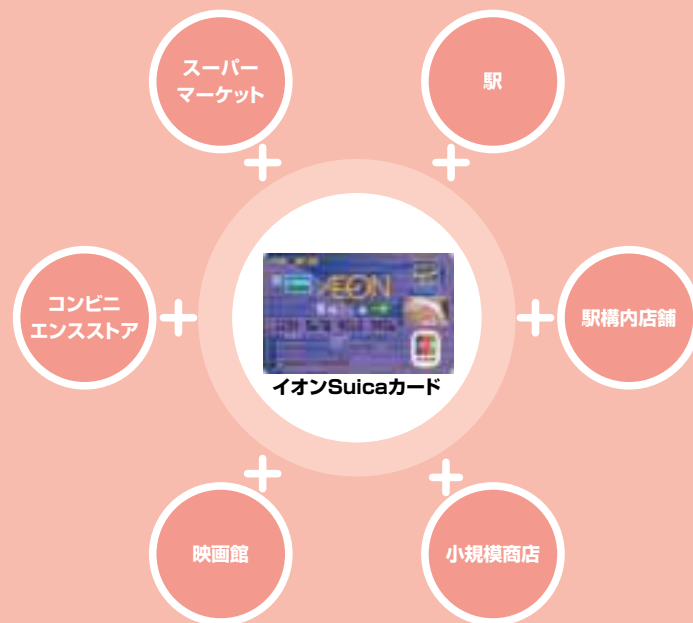 スーパー
マーケット
駅
コンビニ
エンスストア
ÆON
イオンSuicaカード
駅構内店舗
映画館
小規模商店